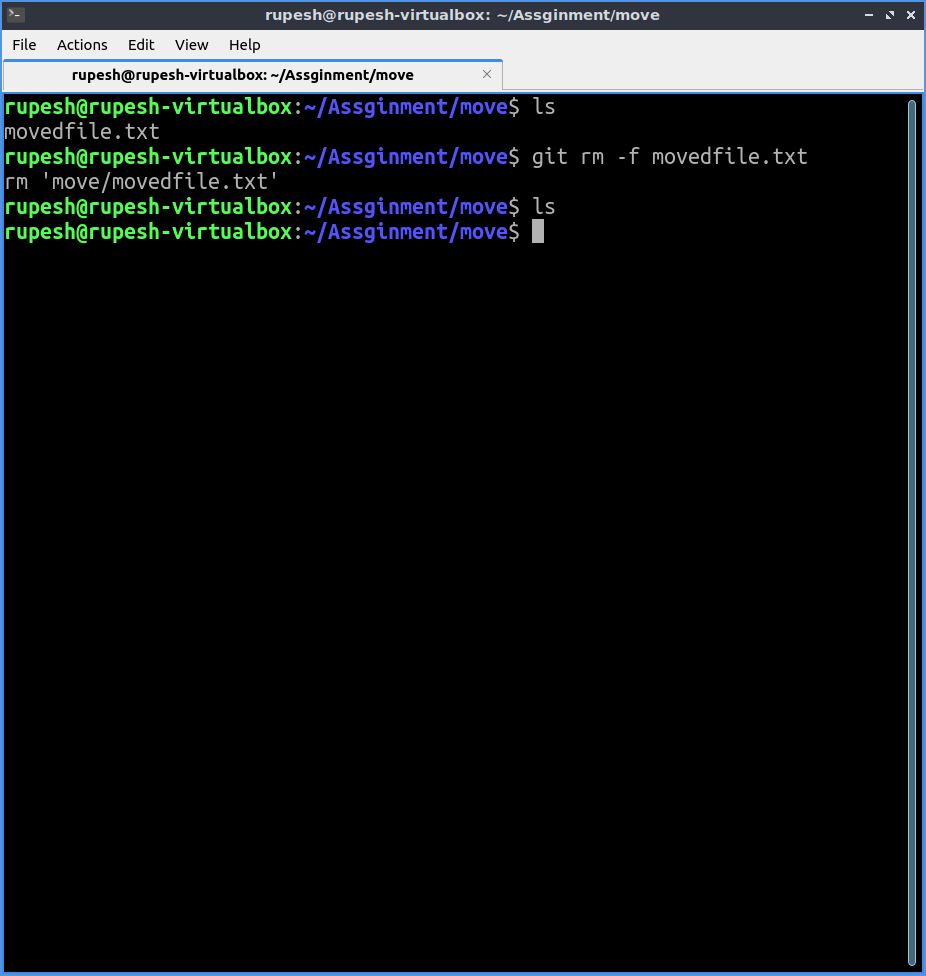 rupesh@rupesh-virtualbox: ~/Assginment/move
File Actions Edit View Help
rupesh@rupesh-virtualbox: ~/Assginment/move
rupesh@rupesh-virtualbox:~/Assginment/move$ ls
movedfile.txt
rupesh@rupesh-virtualbox:~/Assginment/move$ git rm -f movedfile.txt
rm 'move/movedfile.txt'
rupesh@rupesh-virtualbox:~/Assginment/move$ ls
rupesh@rupesh-virtualbox:~/Assginment/move$